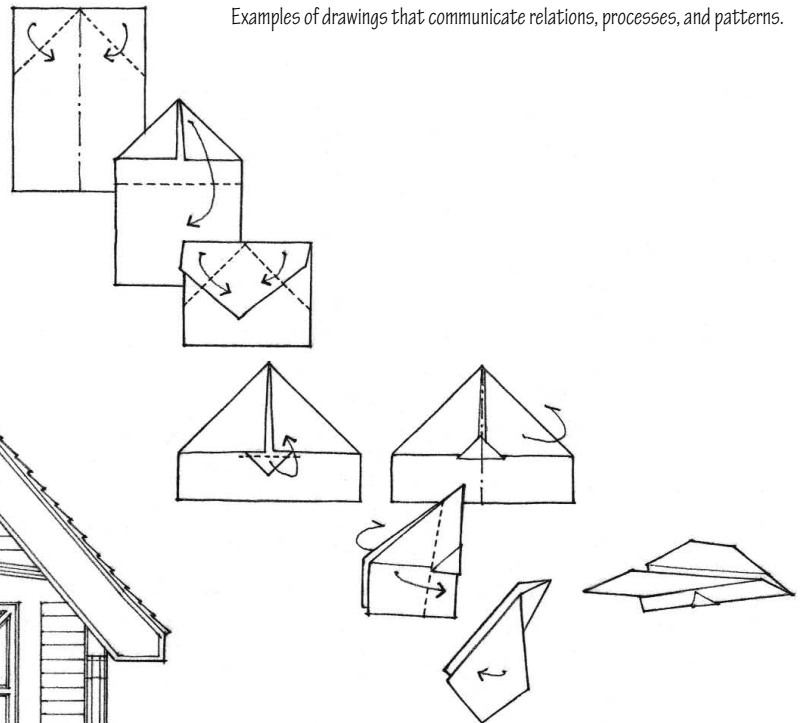 Examples of drawings that communicate relations, processes, and patterns.